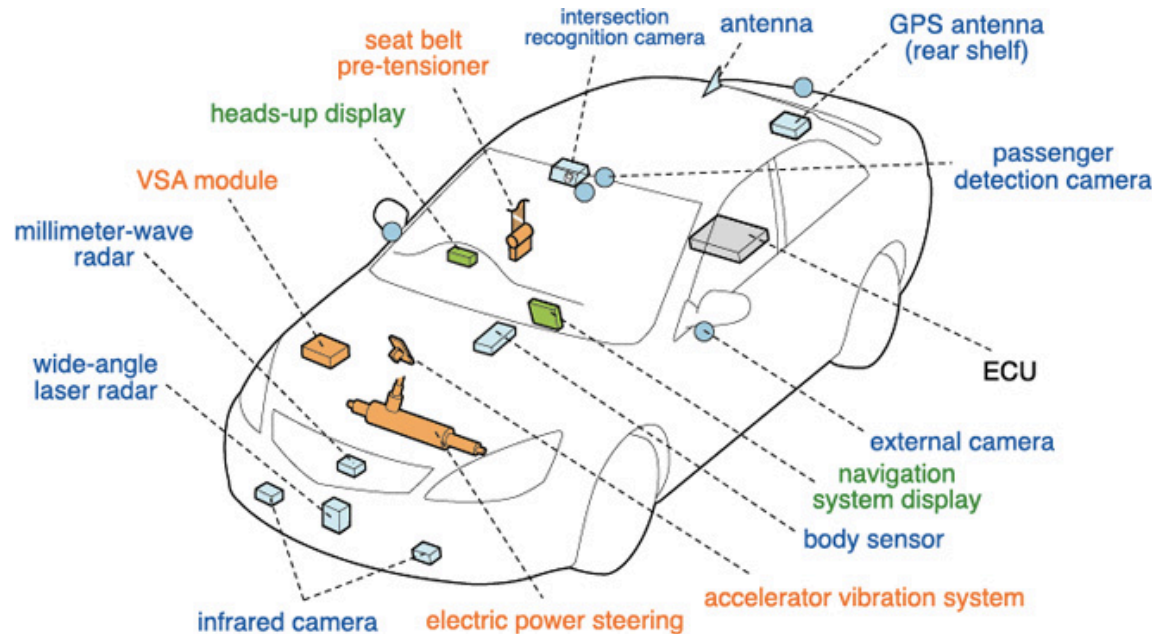 intersection
recognition camera
antenna
GPS antenna
(rear shelf)
seat belt
pre-tensioner
heads-up display
passenger
detection camera
VSA module
millimeter-wave
radar
wide-angle
laser radar
ECU
external camera
navigation
system display
body sensor
accelerator vibration system
infrared camera
electric power steering